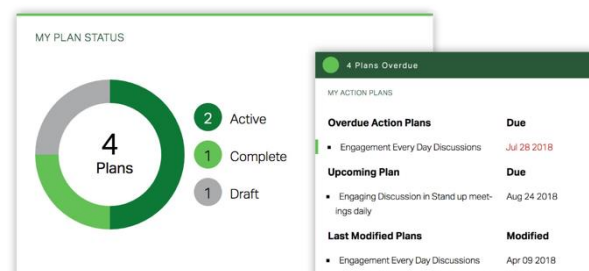 MY PLAN STATUS
4
Plans
2 Active
1 Complete
1 Draft
4 Plans Overdue
MY ACTION PLANS
Overdue Action Plans Due
Engagement Every Day Discussions Jul 28 2018
Upcoming Plan Due
Engaging Discussion in Stand up meet- Aug 24 2018
ings daily
Last Modified Plans Modified
Engagement Every Day Discussions Apr 09 2018